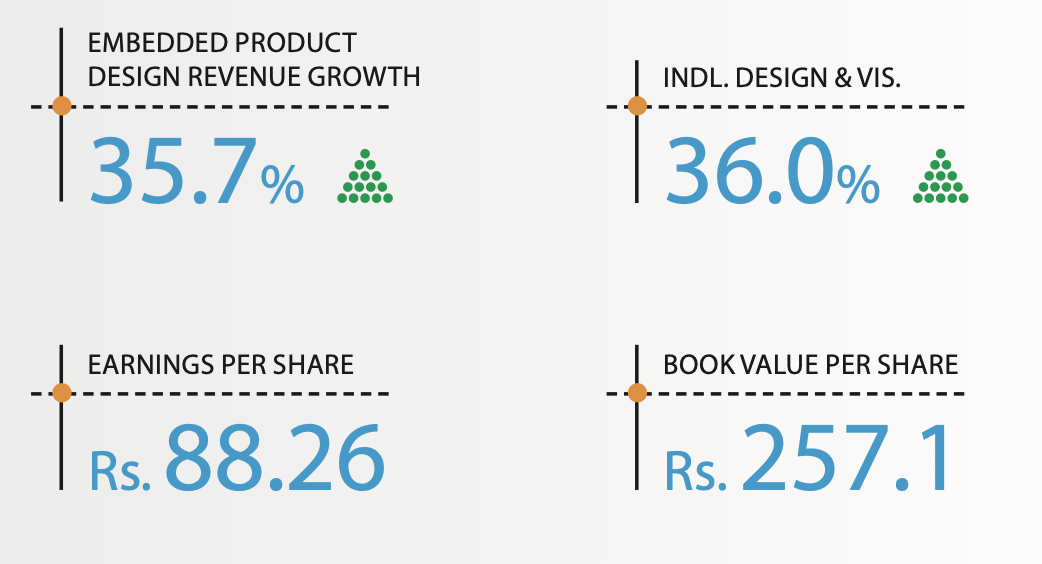 EMBEDDED PRODUCT
DESIGN REVENUE GROWTH
35.7%
INDL. DESIGN & VIS.
36.0%
EARNINGS PER SHARE
Rs. 88.26
BOOK VALUE PER SHARE
Rs. 257.1